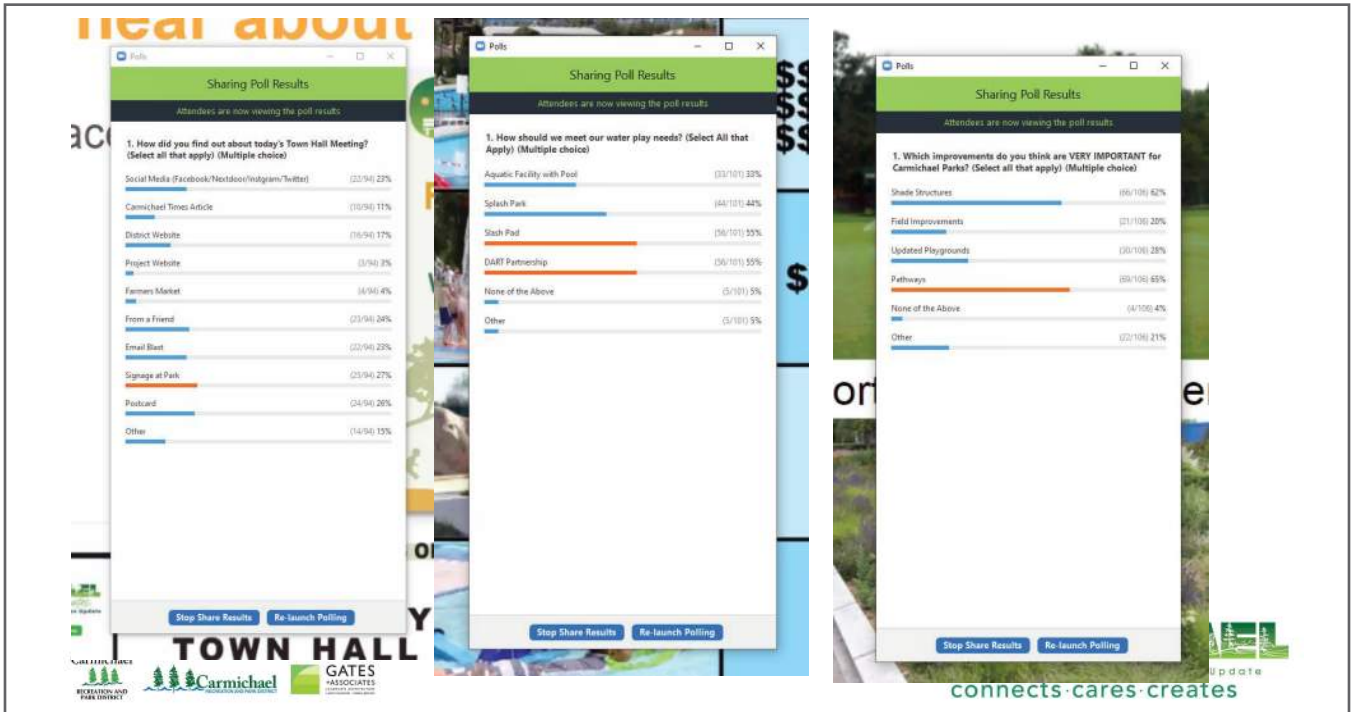 hear about
Polls
Sharing Poll Results
Attendees are now viewing the poll results
1. How did you find out about today's Town Hall Meeting?
(Select all that apply) (Multiple choice)
Social Media (Facebook/Nextdoor/Instgram/Twitter) (22/94) 23%
Carmichael Times Article (10/94) 11%
District Website (16/94) 17%
Project Website (3/94) 3%
Farmers Market (4/94) 4%
From a Friend (23/94) 24%
Email Blast (22/94) 23%
Signage at Park (25/94) 27%
Postcard (24/94) 26%
Other (14/94) 15%
Stop Share Results Re-launch Polling
TOWN HALL
Polls
Sharing Poll Results
Attendees are now viewing the poll results
1. How should we meet our water play needs? (Select All that
Apply) (Multiple choice)
Aquatic Facility with Pool (33/101) 33%
Splash Park (44/101) 44%
Slash Pad (56/101) 55%
DART Partnership (56/101) 55%
None of the Above (5/101) 5%
Other (5/101) 5%
Stop Share Results Re-launch Polling
$$
$$
$$
$
Polls
Sharing Poll Results
Attendees are now viewing the poll results
1. Which improvements do you think are VERY IMPORTANT for
Carmichael Parks? (Select all that apply) (Multiple choice)
Shade Structures (66/106) 62%
Field Improvements (21/106) 20%
Updated Playgrounds (30/106) 28%
Pathways (69/106) 65%
None of the Above (4/106) 4%
Other (22/106) 21%
Stop Share Results Re-launch Polling
Carmichael
RECREATION AND
PARK DISTRICT
Carmichael
RECREATION AND PARK DISTRICT
GATES
+ASSOCIATES
Update
connects·cares·creates